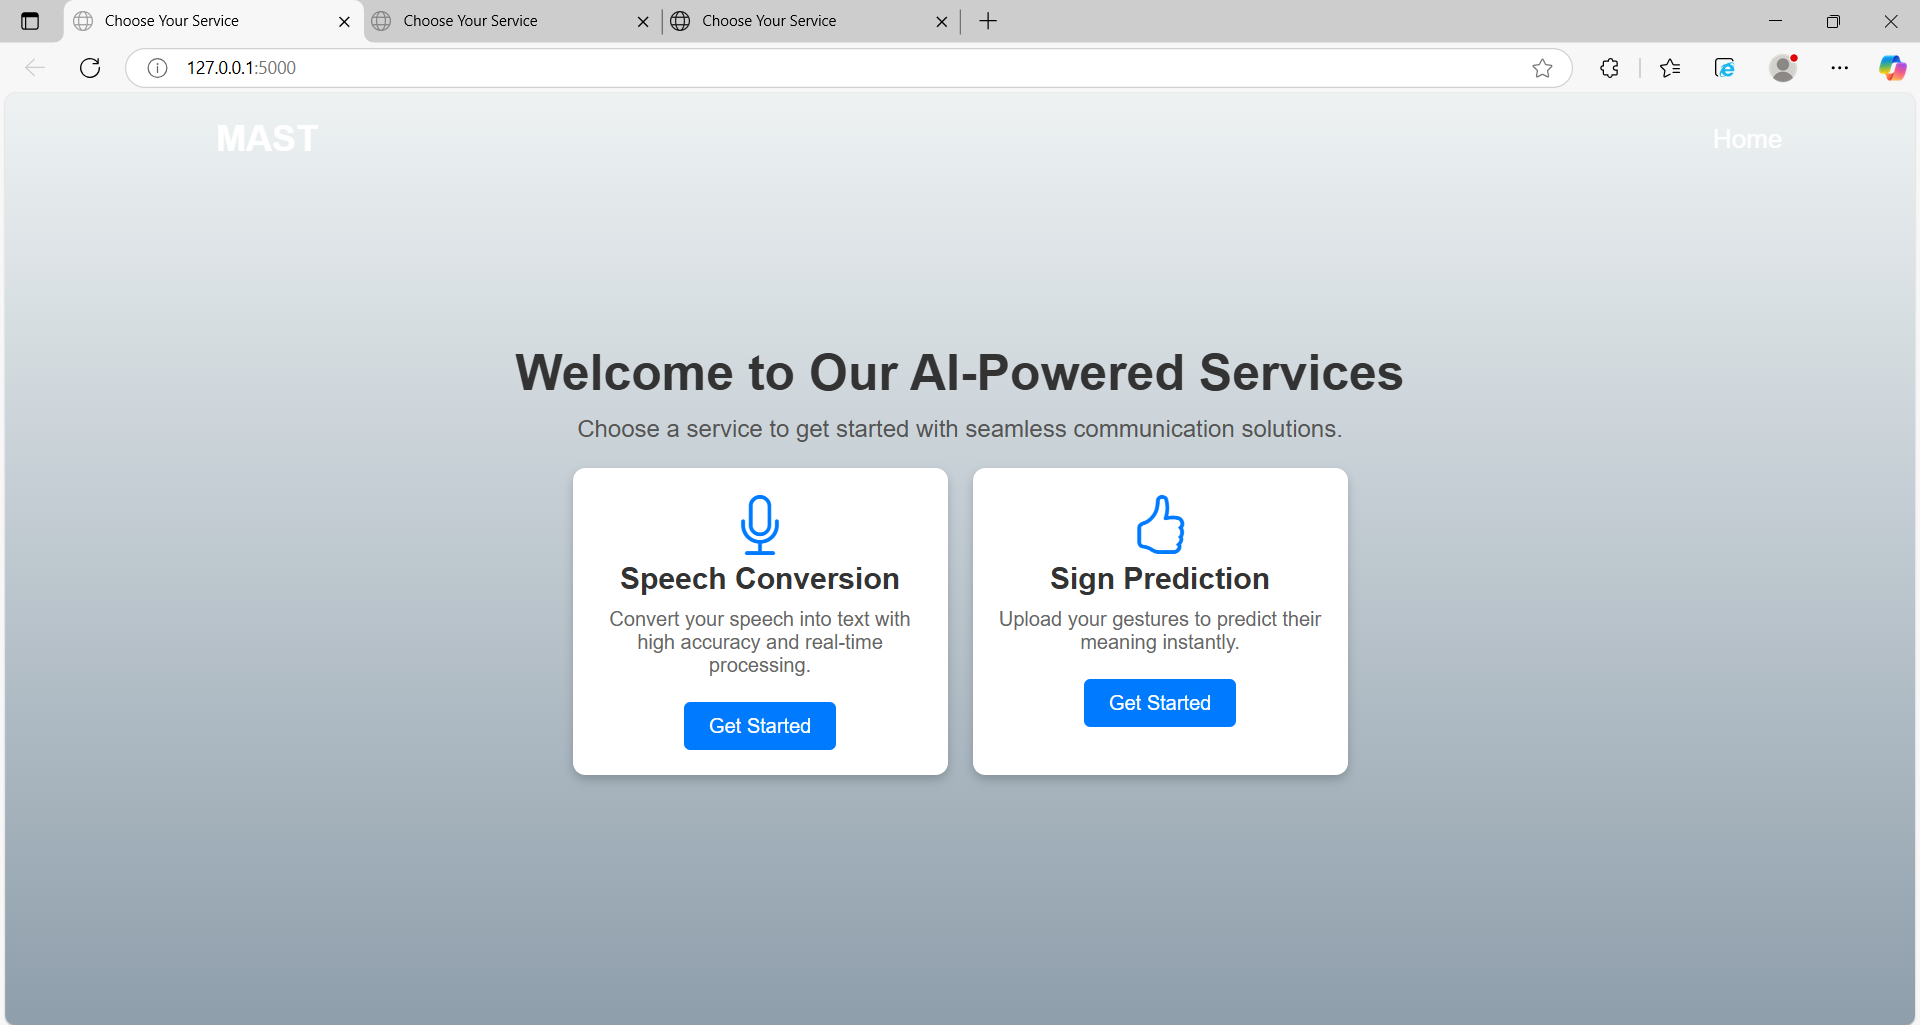 Choose Your Service
Choose Your Service
Choose Your Service
127.0.0.1:5000
MAST
Home
Welcome to Our AI-Powered Services
Choose a service to get started with seamless communication solutions.
Speech Conversion
Convert your speech into text with
high accuracy and real-time
processing.
Get Started
Sign Prediction
Upload your gestures to predict their
meaning instantly.
Get Started